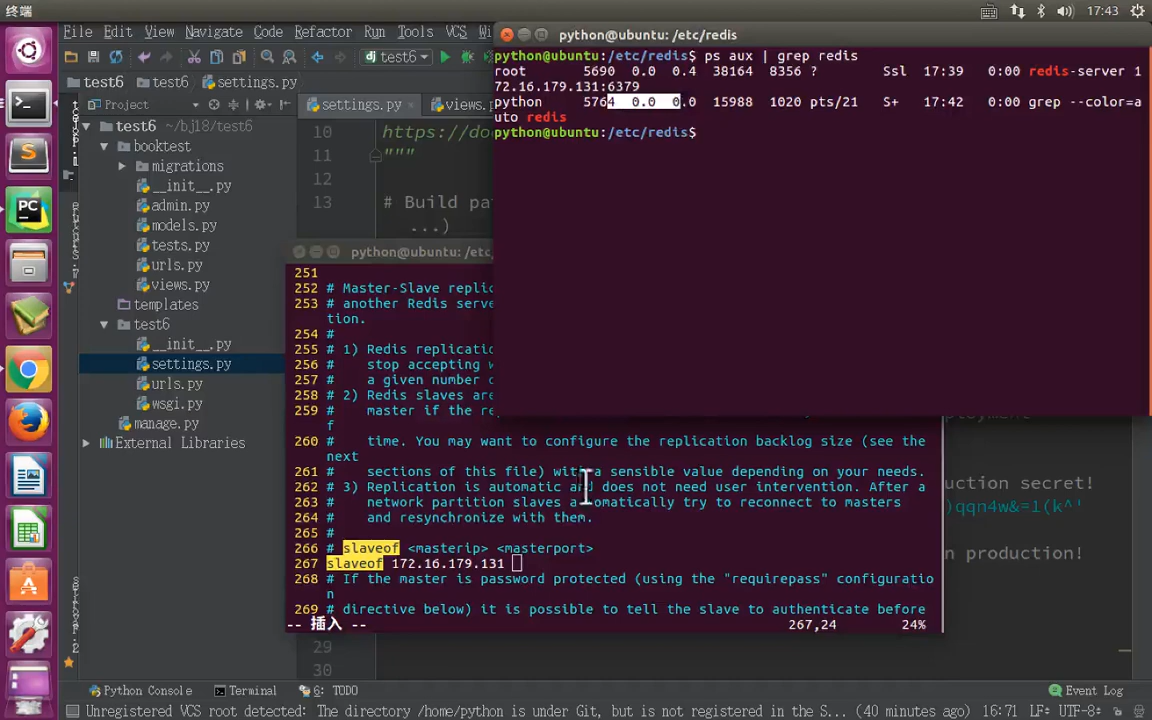 终端
17:43
File Edit View Navigate Code Refactor Run Tools VCS
test6
test6 test6 settings.py
Project
settings.py
views.
test6 ~/bj18/test6
booktest
migrations
__init__.py
admin.py
models.py
tests.py
urls.py
views.py
templates
test6
__init__.py
settings.py
urls.py
wsgi.py
manage.py
External Libraries
10
https://do
11 """
12
13 # Build pa
...)
python@ubuntu: /etc/redis
python@ubuntu:/etc/redis$ ps aux | grep redis
root 5690 0.0 0.4 38164 8356 ? Ssl 17:39 0:00 redis-server 1
72.16.179.131:6379
python 5764 0.0 0.0 15988 1020 pts/21 S+ 17:42 0:00 grep --color=a
uto redis
python@ubuntu:/etc/redis$
python@ubuntu: /etc
251
252 # Master-Slave repli
253 # another Redis serve
tion.
254 #
255 # 1) Redis replicatio
256 # stop accepting w
257 # a given number o
258 # 2) Redis slaves are
259 # master if the re
f
260 # time. You may want to configure the replication backlog size (see the
next
261 # sections of this file) with a sensible value depending on your needs.
262 # 3) Replication is automatic and does not need user intervention. After a
263 # network partition slaves automatically try to reconnect to masters
264 # and resynchronize with them.
265 #
266 # slaveof <masterip> <masterport>
267 slaveof 172.16.179.131
268 # If the master is password protected (using the "requirepass" configuratio
n
269 # directive below) it is possible to tell the slave to authenticate before
-- 插入 -- 267,24 24%
ployment
uction secret!
)qqn4w&=l(k^'
n production!
29
30
Python Console Terminal 6: TODO Event Log
Unregistered VCS root detected: The directory /home/python is under Git, but is not registered in the S... (40 minutes ago) 16:71 LF UTF-8